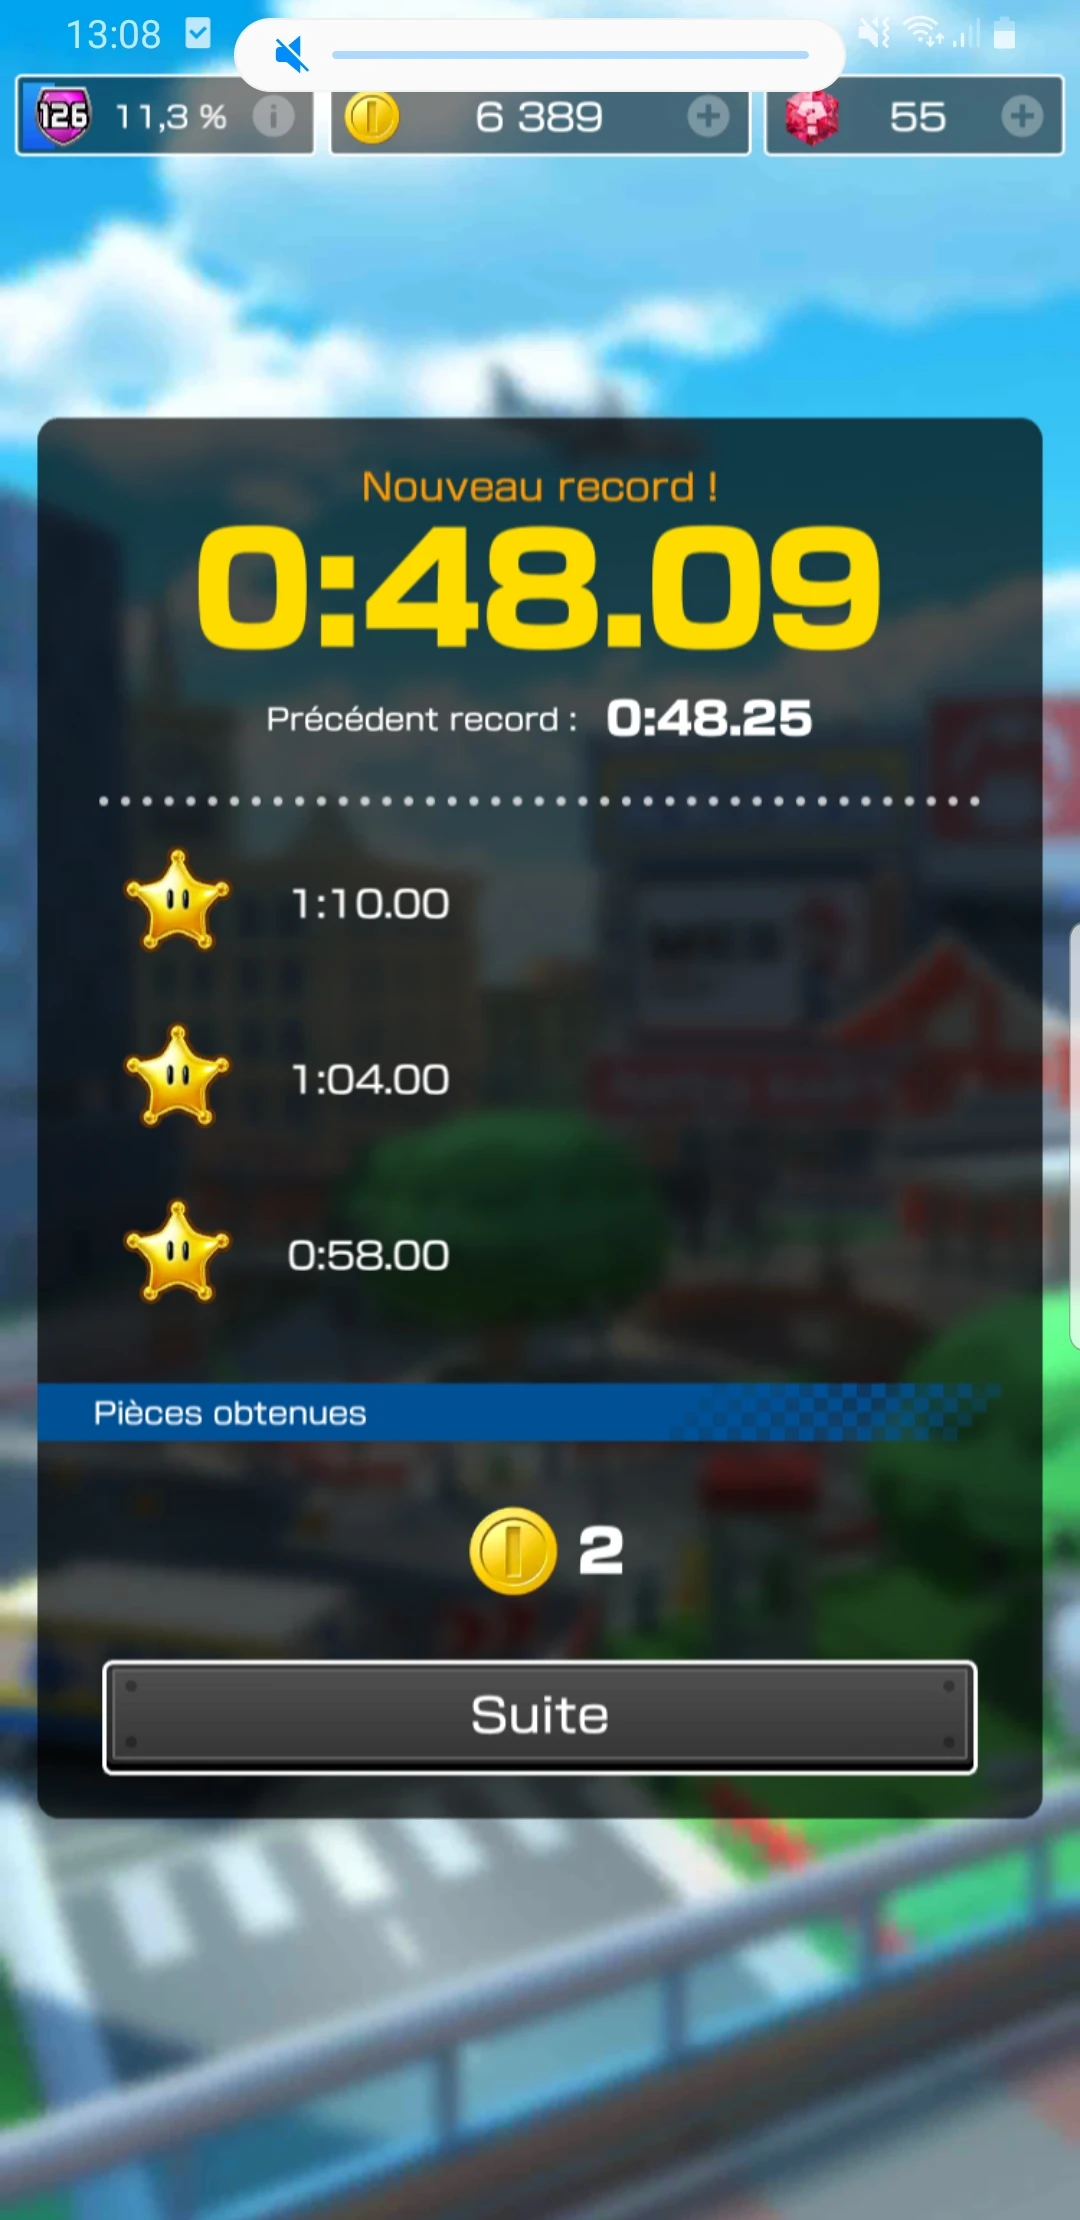 13:08
126 11,3 % i 6 389 + 55 +
Nouveau record !
0:48.09
Précédent record : 0:48.25
1:10.00
1:04.00
0:58.00
Pièces obtenues
2
Suite